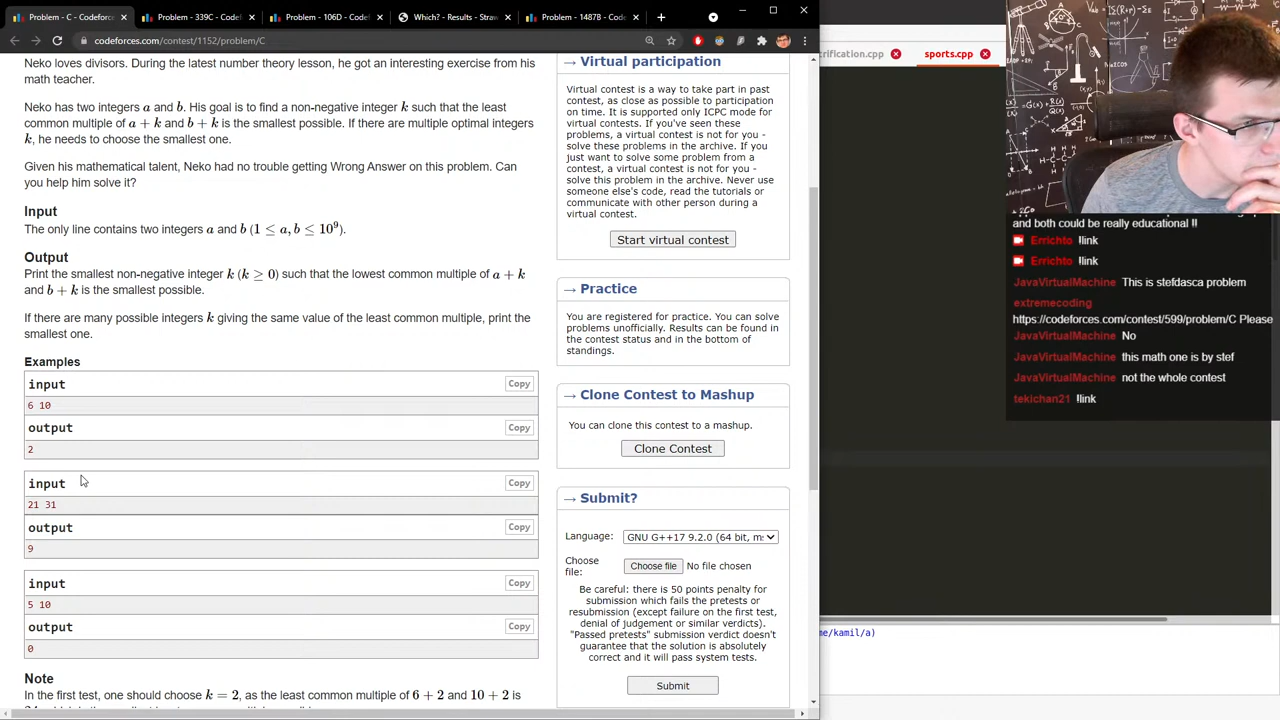 Problem - C - Codeforc
Problem - 339C - Codef
Problem - 106D - Codef
Which? - Results - Straw
Problem - 1487B - Code
codeforces.com/contest/1152/problem/C
trification.cpp
sports.cpp
Neko loves divisors. During the latest number theory lesson, he got an interesting exercise from his
math teacher.
Neko has two integers a and b. His goal is to find a non-negative integer k such that the least
common multiple of a + k and b + k is the smallest possible. If there are multiple optimal integers
k, he needs to choose the smallest one.
Given his mathematical talent, Neko had no trouble getting Wrong Answer on this problem. Can
you help him solve it?
Input
The only line contains two integers a and b (1 ≤ a, b ≤ 10⁹).
Output
Print the smallest non-negative integer k (k ≥ 0) such that the lowest common multiple of a + k
and b + k is the smallest possible.
If there are many possible integers k giving the same value of the least common multiple, print the
smallest one.
Examples
input
Copy
6 10
output
Copy
2
input
Copy
21 31
output
Copy
9
input
Copy
5 10
output
Copy
0
Note
In the first test, one should choose k = 2, as the least common multiple of 6 + 2 and 10 + 2 is
→ Virtual participation
Virtual contest is a way to take part in past
contest, as close as possible to participation
on time. It is supported only ICPC mode for
virtual contests. If you've seen these
problems, a virtual contest is not for you -
solve these problems in the archive. If you
just want to solve some problem from a
contest, a virtual contest is not for you -
solve this problem in the archive. Never use
someone else's code, read the tutorials or
communicate with other person during a
virtual contest.
Start virtual contest
→ Practice
You are registered for practice. You can solve
problems unofficially. Results can be found in
the contest status and in the bottom of
standings.
→ Clone Contest to Mashup
You can clone this contest to a mashup.
Clone Contest
→ Submit?
Language: GNU G++17 9.2.0 (64 bit, m
Choose
file:
Choose file No file chosen
Be careful: there is 50 points penalty for
submission which fails the pretests or
resubmission (except failure on the first test,
denial of judgement or similar verdicts).
"Passed pretests" submission verdict doesn't
guarantee that the solution is absolutely
correct and it will pass system tests.
Submit
me/kamil/a)
and both could be really educational !!
Errichto !link
Errichto !link
JavaVirtualMachine This is stefdasca problem
extremecoding
https://codeforces.com/contest/599/problem/C Please
JavaVirtualMachine No
JavaVirtualMachine this math one is by stef
JavaVirtualMachine not the whole contest
tekichan21 !link